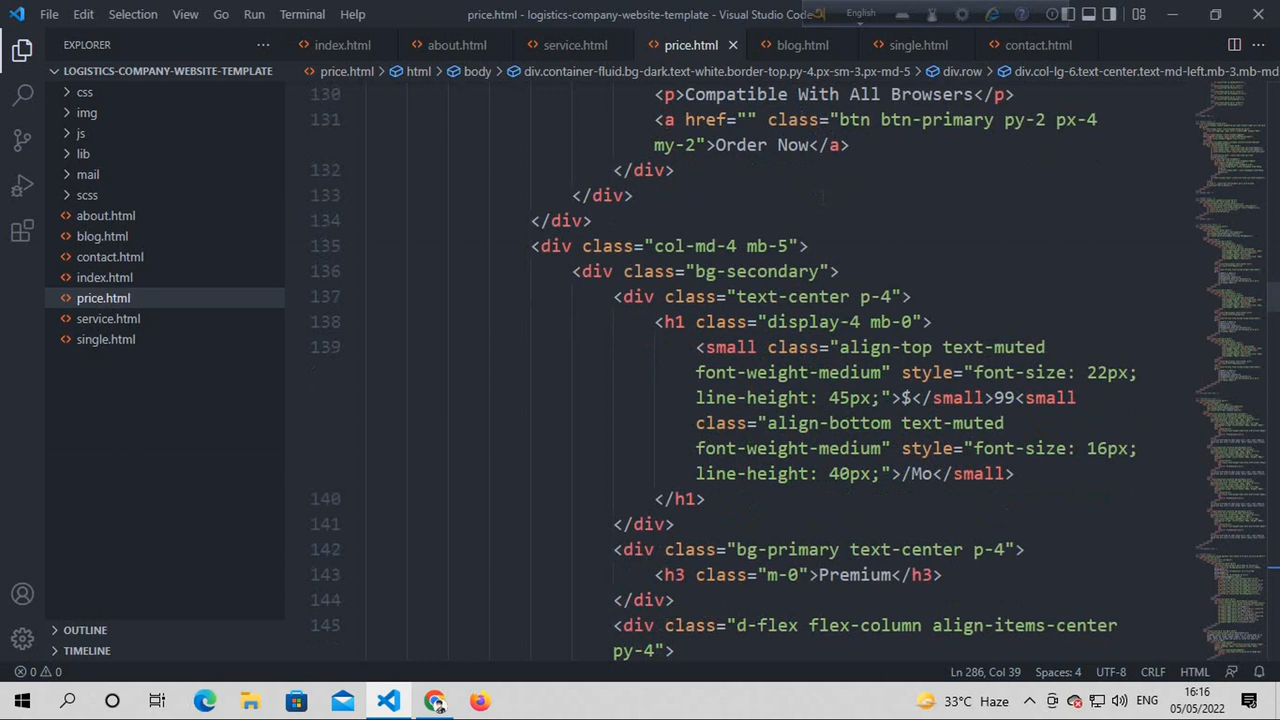 File Edit Selection View Go Run Terminal Help
price.html - logistics-company-website-template - Visual Studio Code
English
EXPLORER
index.html about.html service.html price.html blog.html single.html contact.html
LOGISTICS-COMPANY-WEBSITE-TEMPLATE
price.html > html > body > div.container-fluid.bg-dark.text-white.border-top.py-4.px-sm-3.px-md-5 > div.row > div.col-lg-6.text-center.text-md-left.mb-3.mb-md
css
img
js
lib
mail
scss
about.html
blog.html
contact.html
index.html
price.html
service.html
single.html
OUTLINE
TIMELINE
130 <p>Compatible With All Browsers</p>
131 <a href="" class="btn btn-primary py-2 px-4
my-2">Order Now</a>
132 </div>
133 </div>
134 </div>
135 <div class="col-md-4 mb-5">
136 <div class="bg-secondary">
137 <div class="text-center p-4">
138 <h1 class="display-4 mb-0">
139 <small class="align-top text-muted
font-weight-medium" style="font-size: 22px;
line-height: 45px;">$</small>99<small
class="align-bottom text-muted
font-weight-medium" style="font-size: 16px;
line-height: 40px;">/Mo</small>
140 </h1>
141 </div>
142 <div class="bg-primary text-center p-4">
143 <h3 class="m-0">Premium</h3>
144 </div>
145 <div class="d-flex flex-column align-items-center
py-4">
0 0 Ln 286, Col 39 Spaces: 4 UTF-8 CRLF HTML
33°C Haze ENG 16:16
05/05/2022